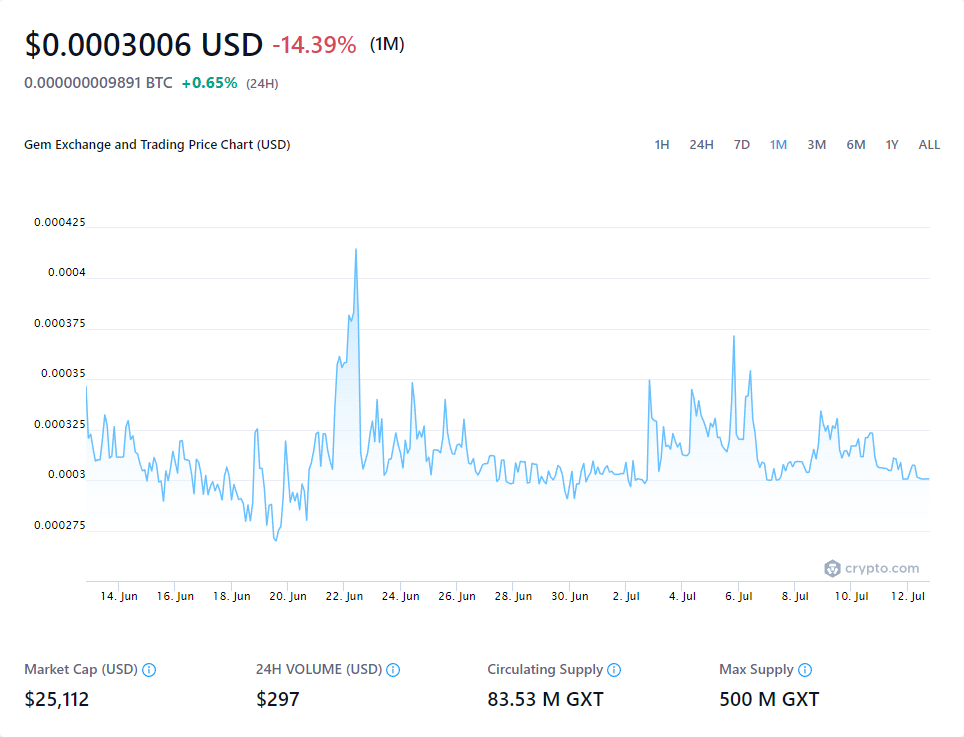 $0.0003006 USD -14.39% (1M)
0.000000009891 BTC +0.65% (24H)
Gem Exchange and Trading Price Chart (USD) 1H 24H 7D 1M 3M 6M 1Y ALL
0.000425
0.0004
0.000375
0.00035
0.000325
0.0003
0.000275
crypto.com
14. Jun 16. Jun 18. Jun 20. Jun 22. Jun 24. Jun 26. Jun 28. Jun 30. Jun 2. Jul 4. Jul 6. Jul 8. Jul 10. Jul 12. Jul
Market Cap (USD) 24H VOLUME (USD) Circulating Supply Max Supply
$25,112 $297 83.53 M GXT 500 M GXT